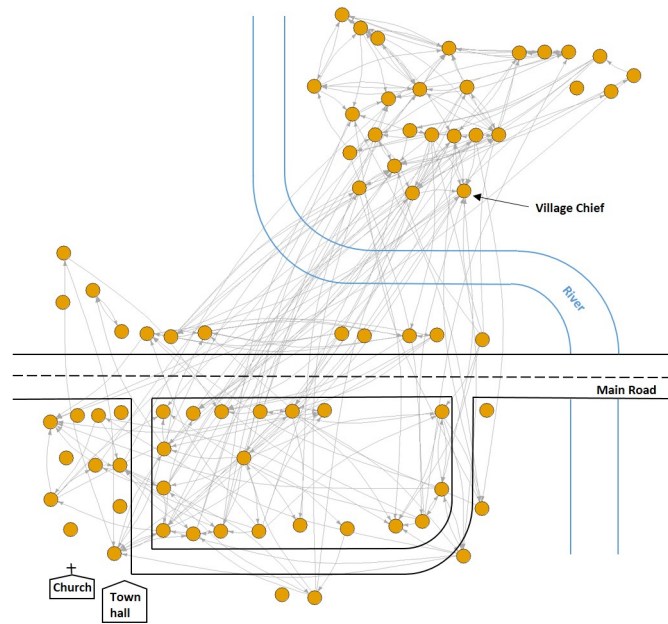 Village Chief
River
Main Road
Church
Town
hall